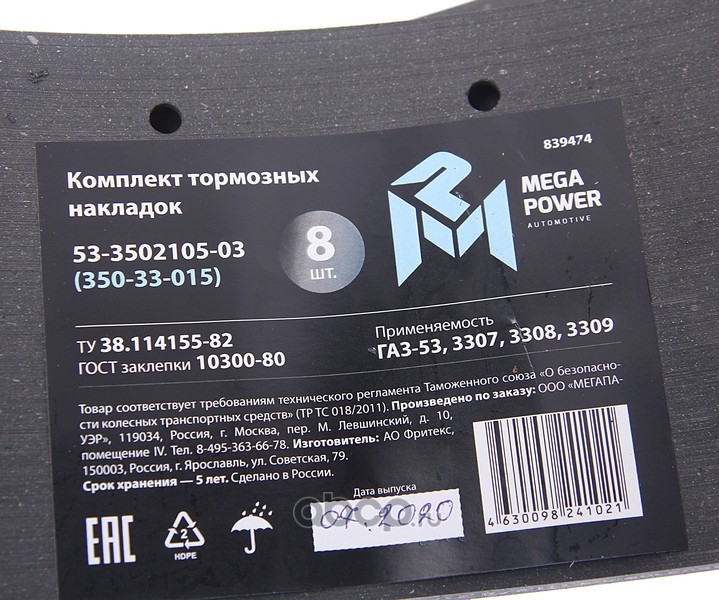 839474
Комплект тормозных
накладок
53-3502105-03
(350-33-015)
8
шт.
MEGA
POWER
AUTOMOTIVE
ТУ 38.114155-82
ГОСТ заклепки 10300-80
Применяемость
ГАЗ-53, 3307, 3308, 3309
Товар соответствует требованиям технического регламента Таможенного союза «О безопасно-
сти колесных транспортных средств» (ТР ТС 018/2011). Произведено по заказу: ООО «МЕГАПА-
УЭР», 119034, Россия, г. Москва, пер. М. Левшинский, д. 10,
помещение IV. Тел. 8-495-363-66-78. Изготовитель: АО Фритекс,
150003, Россия, г. Ярославль, ул. Советская, 79.
Срок хранения — 5 лет. Сделано в России.
Дата выпуска
04.2020
EAC
2
HDPE
4 630098 241021